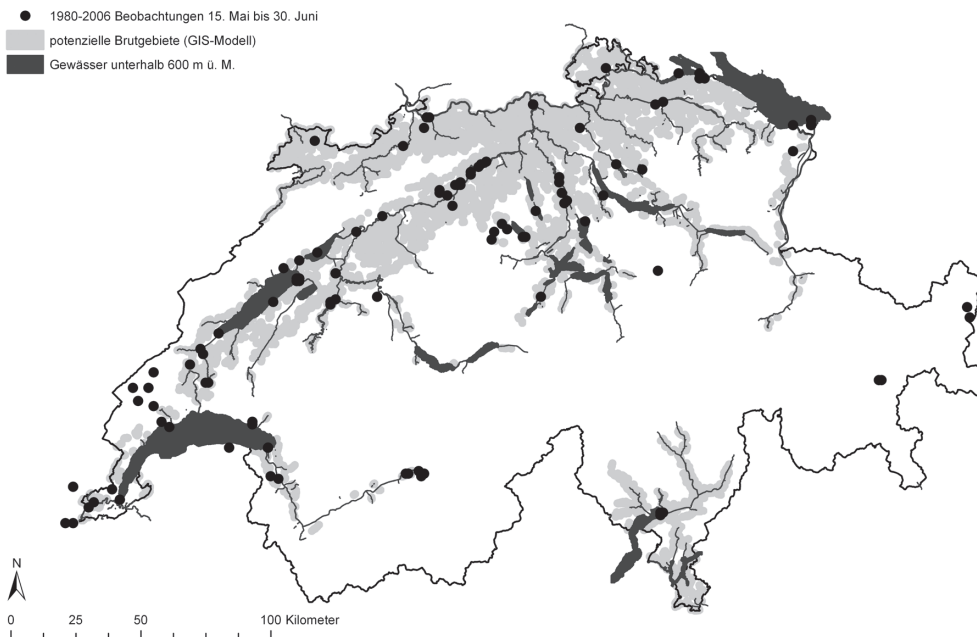 1980-2006 Beobachtungen 15. Mai bis 30. Juni
potenzielle Brutgebiete (GIS-Modell)
Gewässer unterhalb 600 m ü. M.
N
0 25 50 100 Kilometer